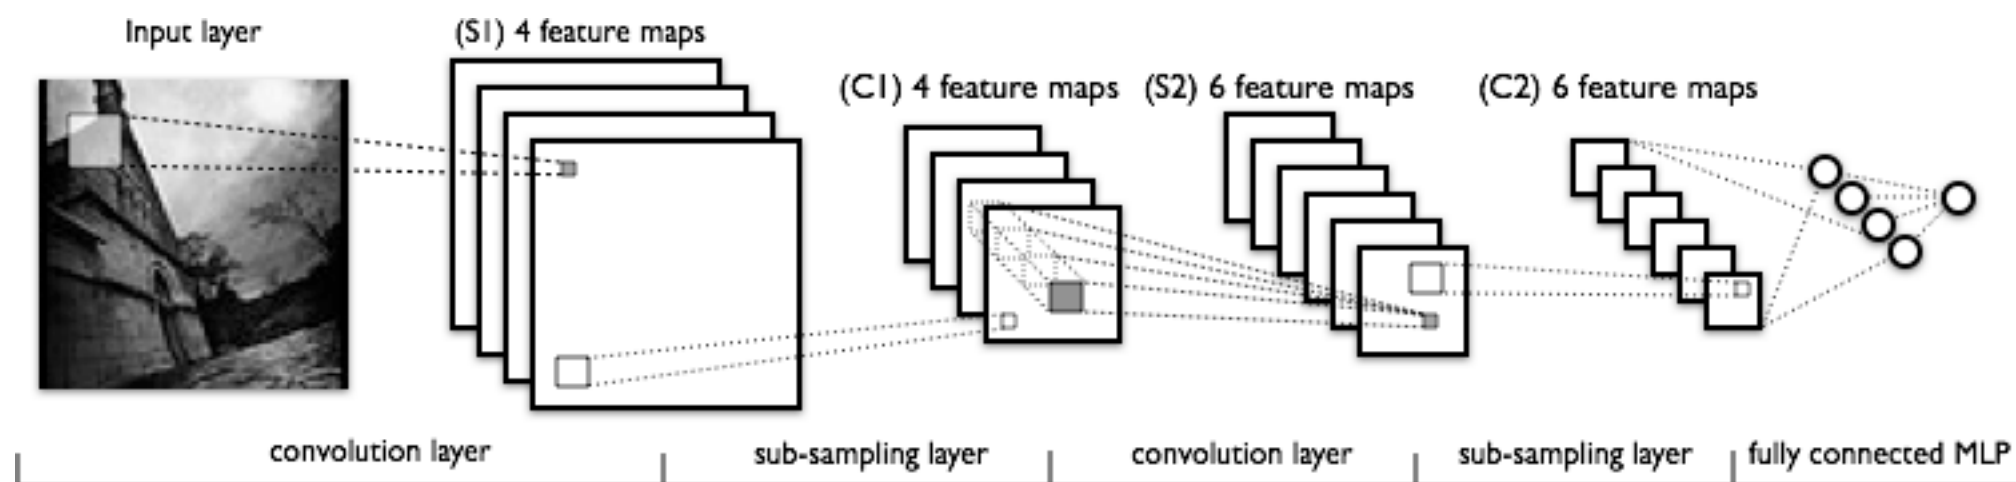 Input layer
(S1) 4 feature maps
(C1) 4 feature maps
(S2) 6 feature maps
(C2) 6 feature maps
convolution layer
sub-sampling layer
convolution layer
sub-sampling layer
fully connected MLP